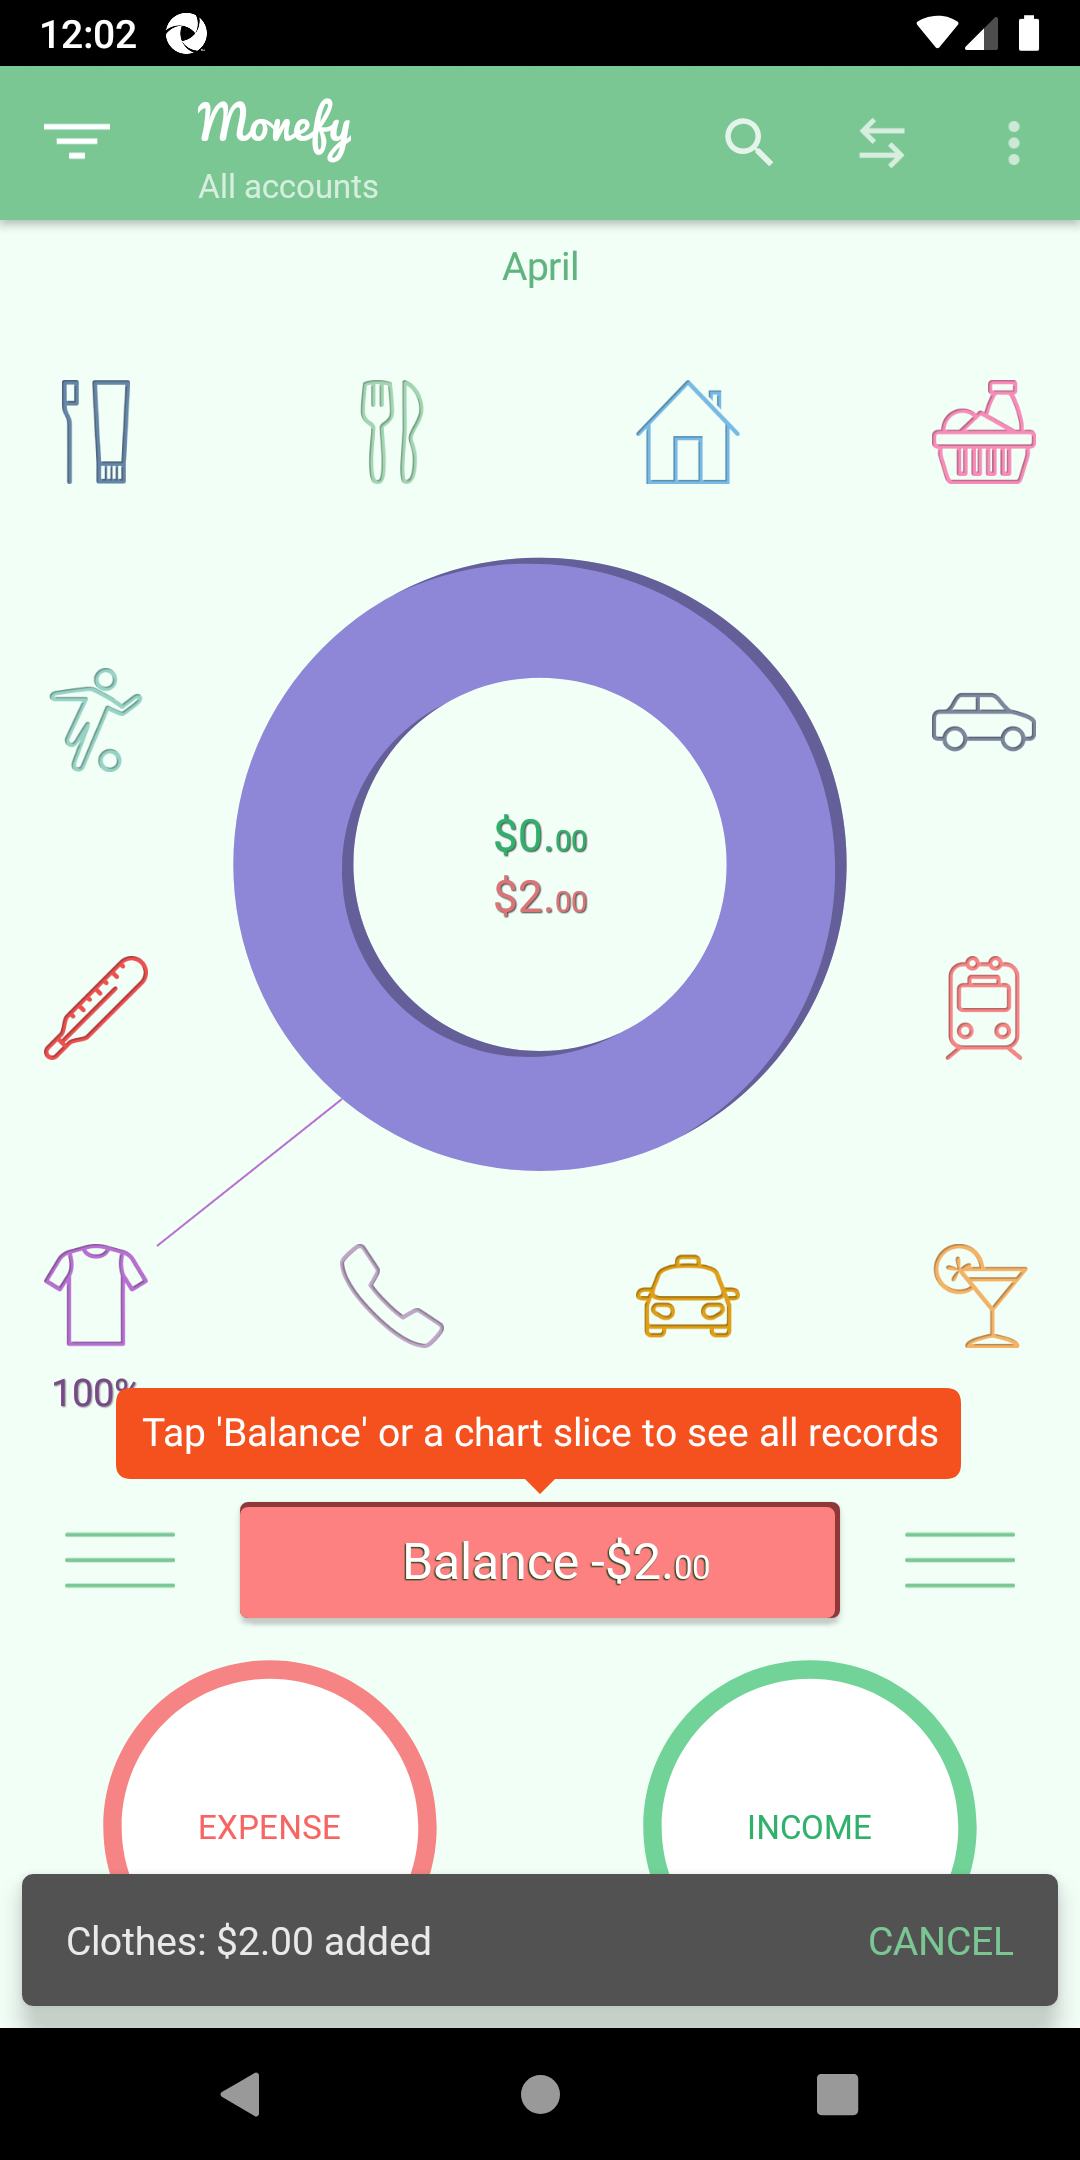 12:02
Monefy
All accounts
April
$0.00
$2.00
100%
Tap 'Balance' or a chart slice to see all records
Balance -$2.00
EXPENSE
INCOME
Clothes: $2.00 added
CANCEL